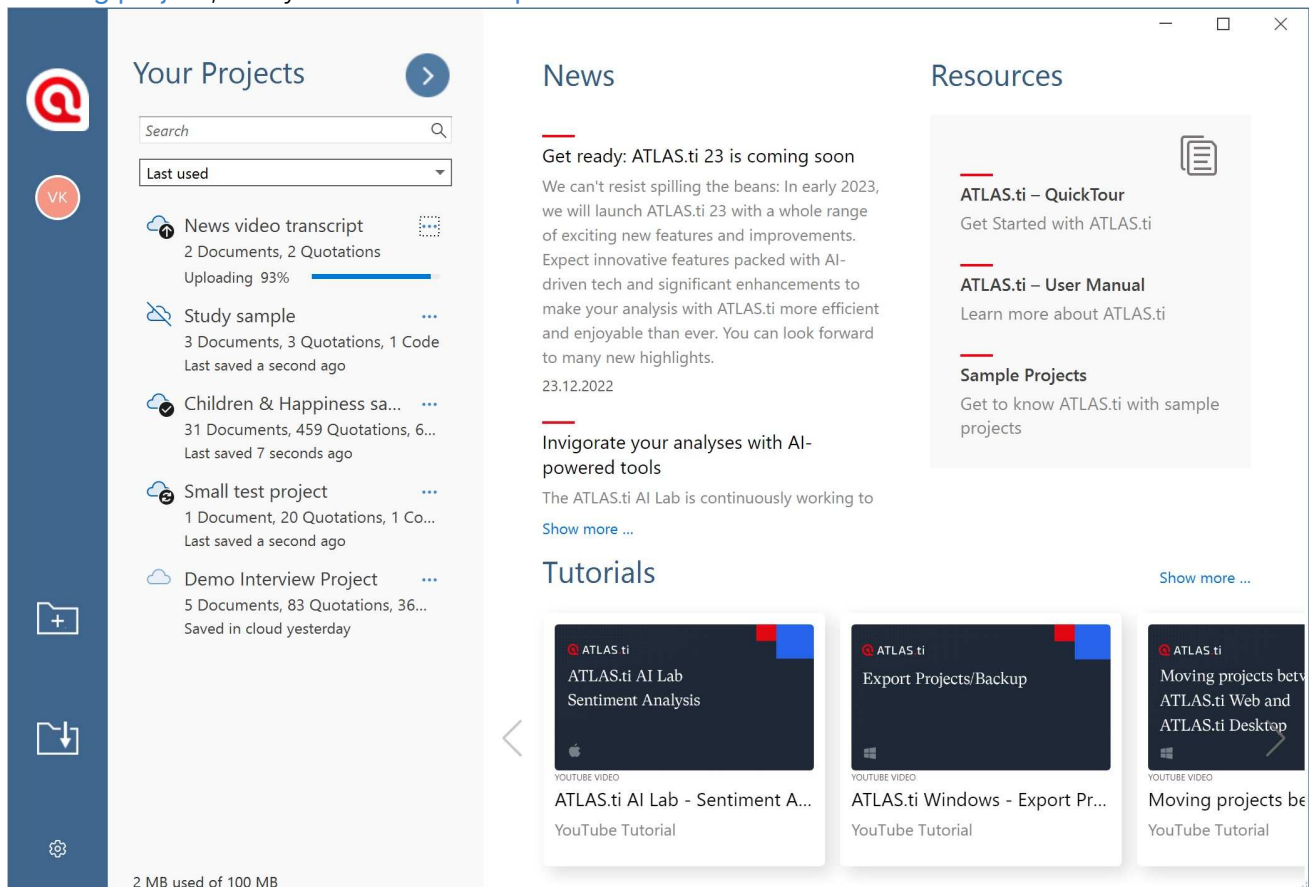 Your Projects
Search
Last used
VK
News video transcript
2 Documents, 2 Quotations
Uploading 93%
Study sample
3 Documents, 3 Quotations, 1 Code
Last saved a second ago
Children & Happiness sa...
31 Documents, 459 Quotations, 6...
Last saved 7 seconds ago
Small test project
1 Document, 20 Quotations, 1 Co...
Last saved a second ago
Demo Interview Project
5 Documents, 83 Quotations, 36...
Saved in cloud yesterday
2 MB used of 100 MB
News
Get ready: ATLAS.ti 23 is coming soon
We can't resist spilling the beans: In early 2023,
we will launch ATLAS.ti 23 with a whole range
of exciting new features and improvements.
Expect innovative features packed with AI-
driven tech and significant enhancements to
make your analysis with ATLAS.ti more efficient
and enjoyable than ever. You can look forward
to many new highlights.
23.12.2022
Invigorate your analyses with AI-
powered tools
The ATLAS.ti AI Lab is continuously working to
Show more ...
Resources
ATLAS.ti – QuickTour
Get Started with ATLAS.ti
ATLAS.ti – User Manual
Learn more about ATLAS.ti
Sample Projects
Get to know ATLAS.ti with sample
projects
Tutorials
Show more ...
ATLAS ti
ATLAS.ti AI Lab
Sentiment Analysis
YOUTUBE VIDEO
ATLAS.ti AI Lab - Sentiment A...
YouTube Tutorial
ATLAS ti
Export Projects/Backup
YOUTUBE VIDEO
ATLAS.ti Windows - Export Pr...
YouTube Tutorial
ATLAS ti
Moving projects betw
ATLAS.ti Web and
ATLAS.ti Desktop
YOUTUBE VIDEO
Moving projects be
YouTube Tutorial